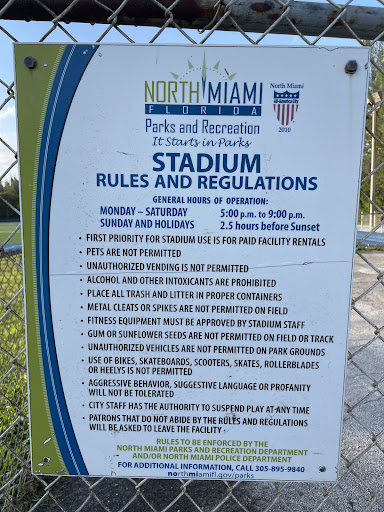 NORTH MIAMI
FLORIDA
Parks and Recreation
It Starts in Parks
North Miami
All-America City
2010
STADIUM
RULES AND REGULATIONS
GENERAL HOURS OF OPERATION:
MONDAY – SATURDAY 5:00 p.m. to 9:00 p.m.
SUNDAY AND HOLIDAYS 2.5 hours before Sunset
• FIRST PRIORITY FOR STADIUM USE IS FOR PAID FACILITY RENTALS
• PETS ARE NOT PERMITTED
• UNAUTHORIZED VENDING IS NOT PERMITTED
• ALCOHOL AND OTHER INTOXICANTS ARE PROHIBITED
• PLACE ALL TRASH AND LITTER IN PROPER CONTAINERS
• METAL CLEATS OR SPIKES ARE NOT PERMITTED ON FIELD
• FITNESS EQUIPMENT MUST BE APPROVED BY STADIUM STAFF
• GUM OR SUNFLOWER SEEDS ARE NOT PERMITTED ON FIELD OR TRACK
• UNAUTHORIZED VEHICLES ARE NOT PERMITTED ON PARK GROUNDS
• USE OF BIKES, SKATEBOARDS, SCOOTERS, SKATES, ROLLERBLADES
OR HEELYS IS NOT PERMITTED
• AGGRESSIVE BEHAVIOR, SUGGESTIVE LANGUAGE OR PROFANITY
WILL NOT BE TOLERATED
• CITY STAFF HAS THE AUTHORITY TO SUSPEND PLAY AT ANY TIME
• PATRONS THAT DO NOT ABIDE BY THE RULES AND REGULATIONS
WILL BE ASKED TO LEAVE THE FACILITY
RULES TO BE ENFORCED BY THE
NORTH MIAMI PARKS AND RECREATION DEPARTMENT
AND/OR NORTH MIAMI POLICE DEPARTMENT
FOR ADDITIONAL INFORMATION, CALL 305-895-9840
northmiamifl.gov/parks